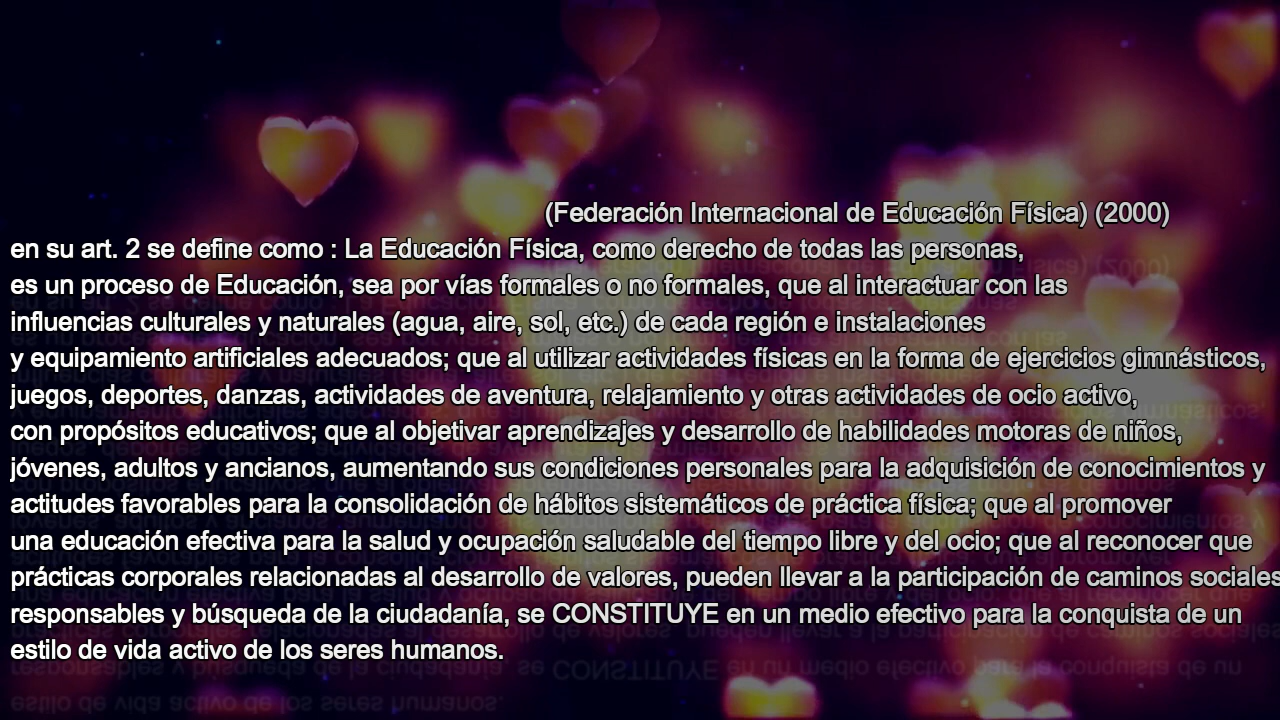 (Federación Internacional de Educación Física) (2000)
en su art. 2 se define como : La Educación Física, como derecho de todas las personas,
es un proceso de Educación, sea por vías formales o no formales, que al interactuar con las
influencias culturales y naturales (agua, aire, sol, etc.) de cada región e instalaciones
y equipamiento artificiales adecuados; que al utilizar actividades físicas en la forma de ejercicios gimnásticos,
juegos, deportes, danzas, actividades de aventura, relajamiento y otras actividades de ocio activo,
con propósitos educativos; que al objetivar aprendizajes y desarrollo de habilidades motoras de niños,
jóvenes, adultos y ancianos, aumentando sus condiciones personales para la adquisición de conocimientos y
actitudes favorables para la consolidación de hábitos sistemáticos de práctica física; que al promover
una educación efectiva para la salud y ocupación saludable del tiempo libre y del ocio; que al reconocer que
prácticas corporales relacionadas al desarrollo de valores, pueden llevar a la participación de caminos sociales
responsables y búsqueda de la ciudadanía, se CONSTITUYE en un medio efectivo para la conquista de un
estilo de vida activo de los seres humanos.